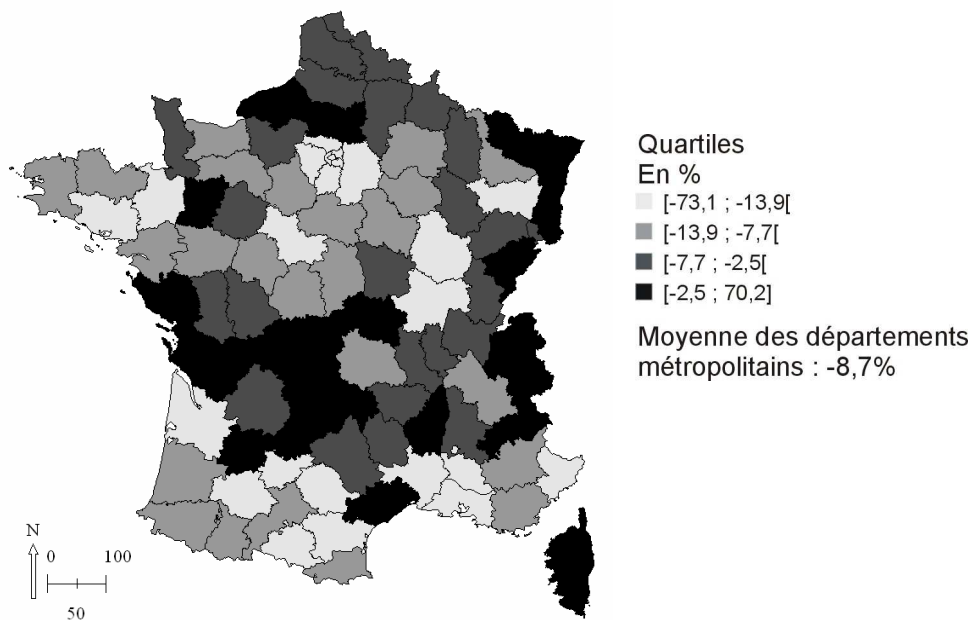 Quartiles
En %
[-73,1 ; -13,9[
[-13,9 ; -7,7[
[-7,7 ; -2,5[
[-2,5 ; 70,2]
Moyenne des départements
métropolitains : -8,7%
N
0 100
50